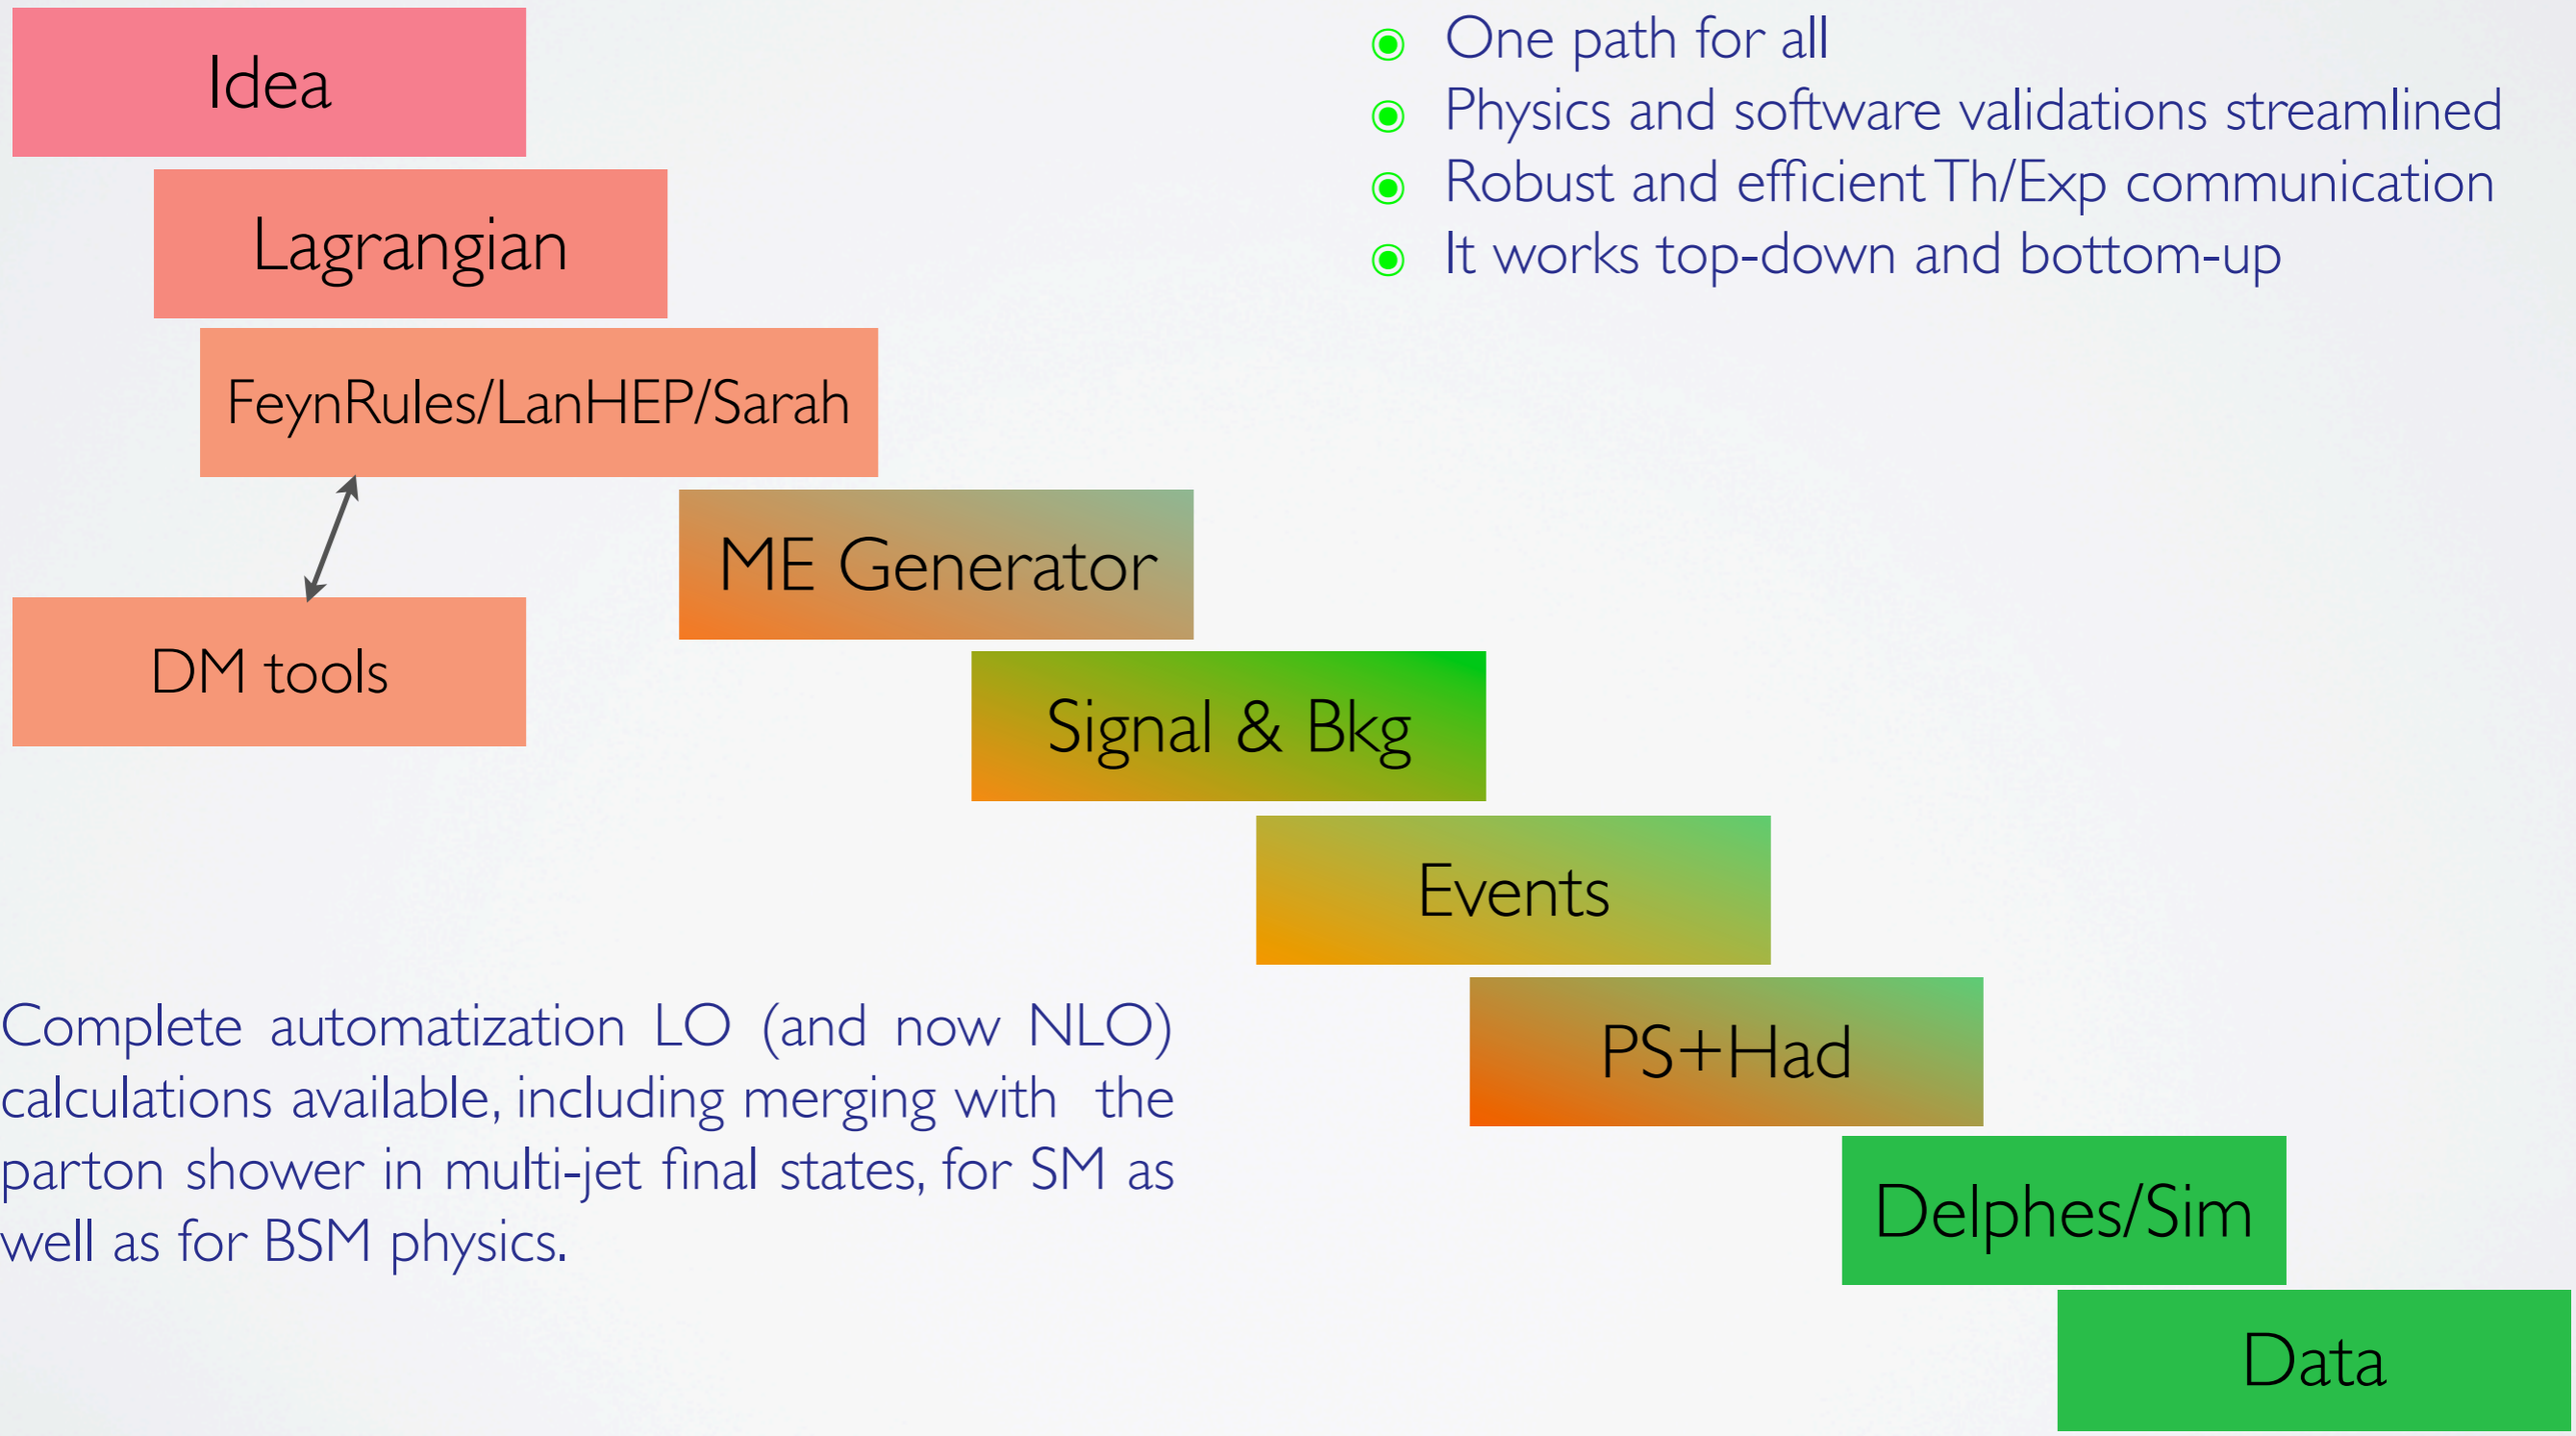 Idea
Lagrangian
FeynRules/LanHEP/Sarah
DM tools
ME Generator
Signal & Bkg
Events
PS+Had
Delphes/Sim
Data
One path for all
Physics and software validations streamlined
Robust and efficient Th/Exp communication
It works top-down and bottom-up
Complete automatization LO (and now NLO)
calculations available, including merging with the
parton shower in multi-jet final states, for SM as
well as for BSM physics.